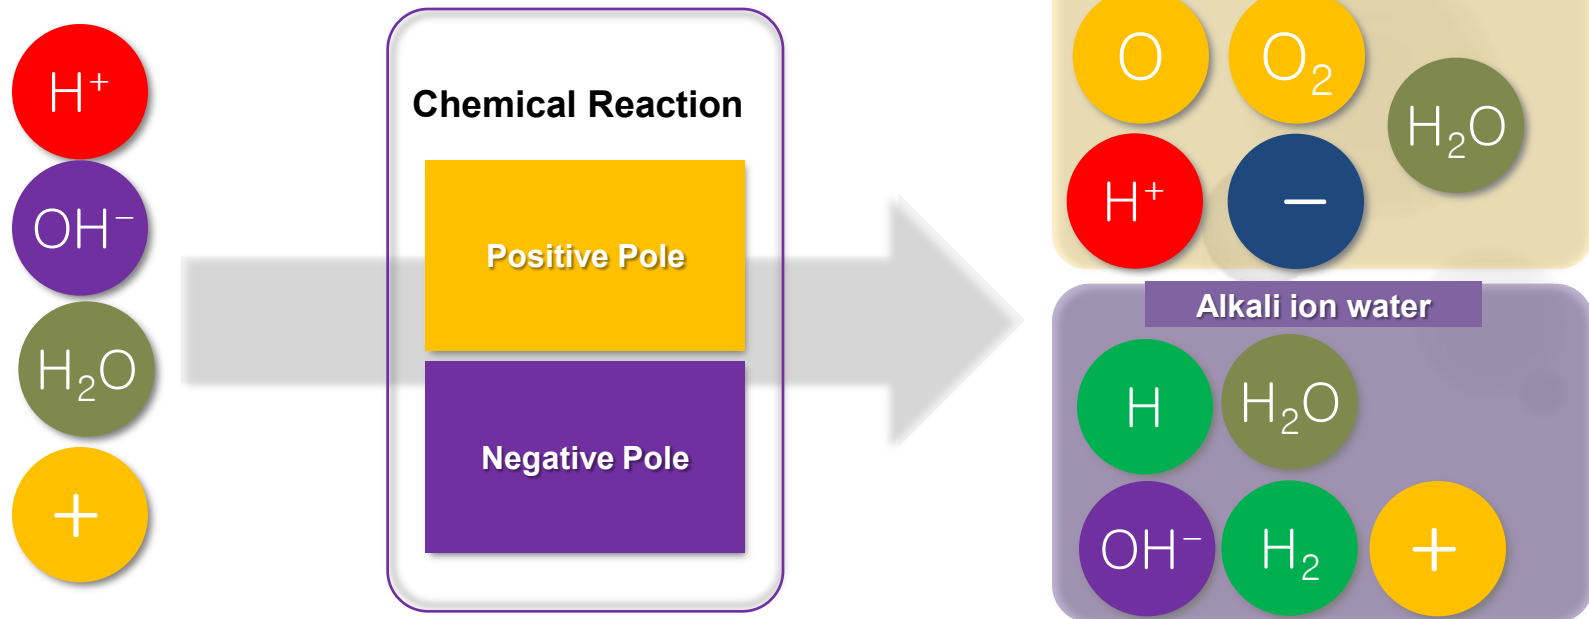 H⁺
OH⁻
H₂O
+
Chemical Reaction
Positive Pole
Negative Pole
O O₂
H₂O
H⁺ −
Alkali ion water
H H₂O
OH⁻ H₂ +